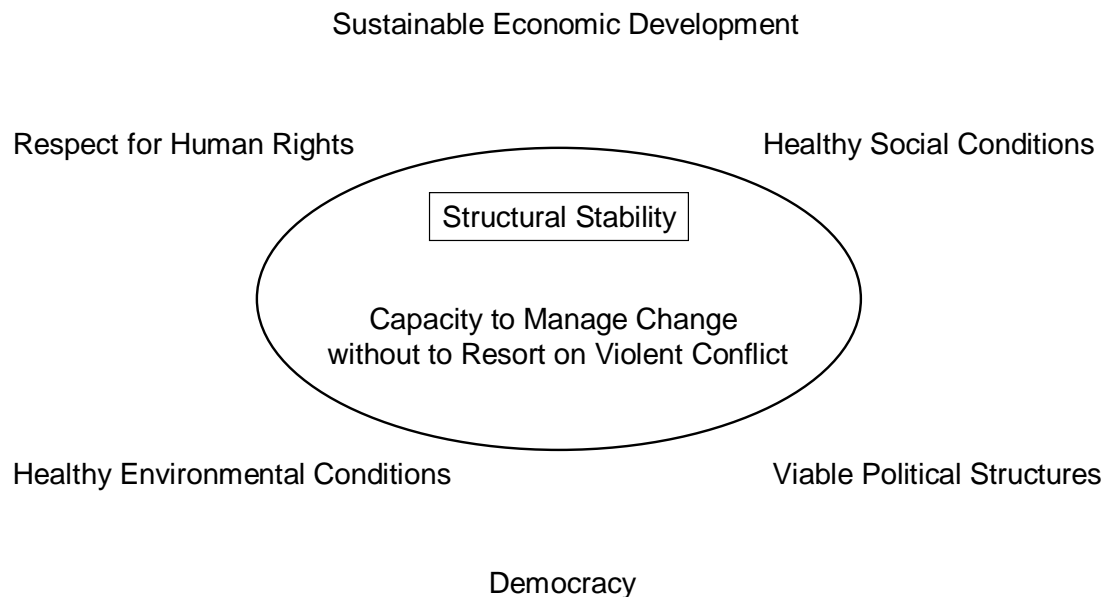 Sustainable Economic Development
Respect for Human Rights
Healthy Social Conditions
Structural Stability
Capacity to Manage Change
without to Resort on Violent Conflict
Healthy Environmental Conditions
Viable Political Structures
Democracy